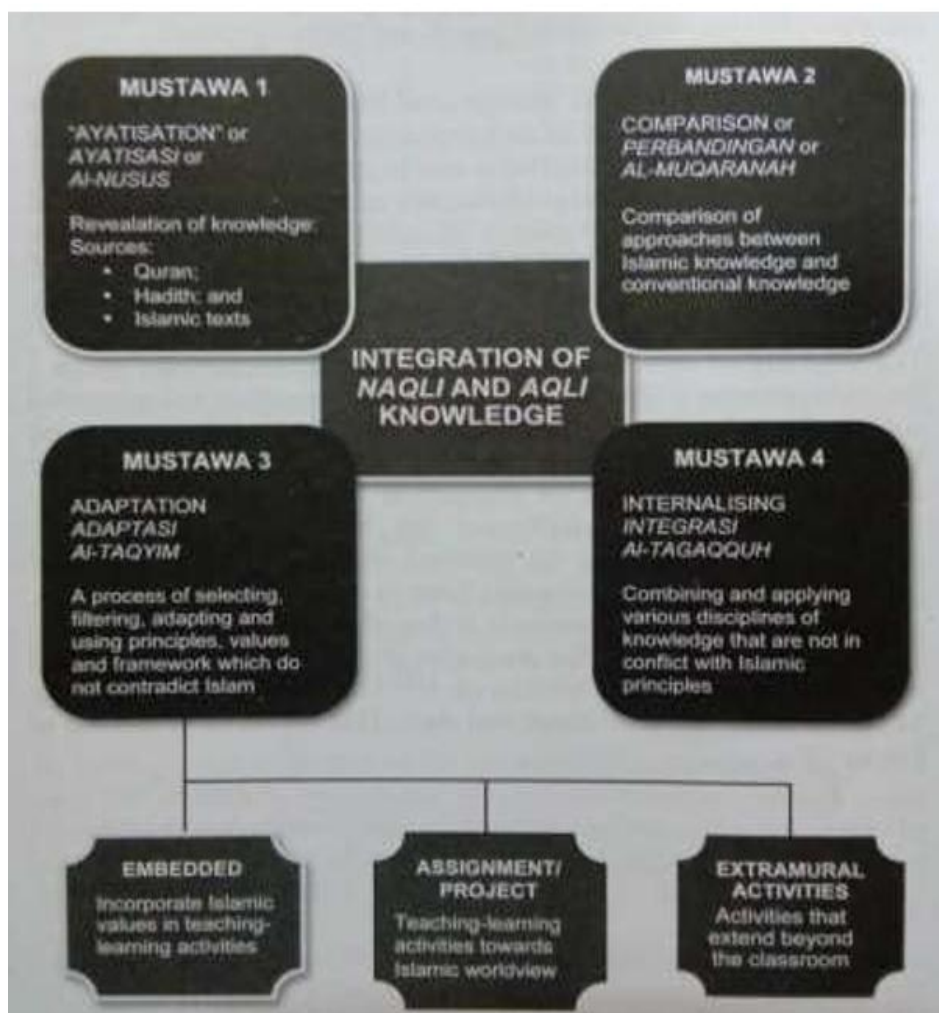 MUSTAWA 1
"AYATISATION" or
AYATISASI or
Al-NUSUS
Revealation of knowledge:
Sources:
• Quran;
• Hadith; and
• Islamic texts
MUSTAWA 2
COMPARISON or
PERBANDINGAN or
AL-MUQARANAH
Comparison of
approaches between
Islamic knowledge and
conventional knowledge
INTEGRATION OF
NAQLI AND AQLI
KNOWLEDGE
MUSTAWA 3
ADAPTATION
ADAPTASI
Al-TAQYIM
A process of selecting,
filtering, adapting and
using principles, values
and framework which do
not contradict Islam
MUSTAWA 4
INTERNALISING
INTEGRASI
Al-TAGAQQUH
Combining and applying
various disciplines of
knowledge that are not in
conflict with Islamic
principles
EMBEDDED
Incorporate Islamic
values in teaching-
learning activities
ASSIGNMENT/
PROJECT
Teaching-learning
activities towards
Islamic worldview
EXTRAMURAL
ACTIVITIES
Activities that
extend beyond
the classroom